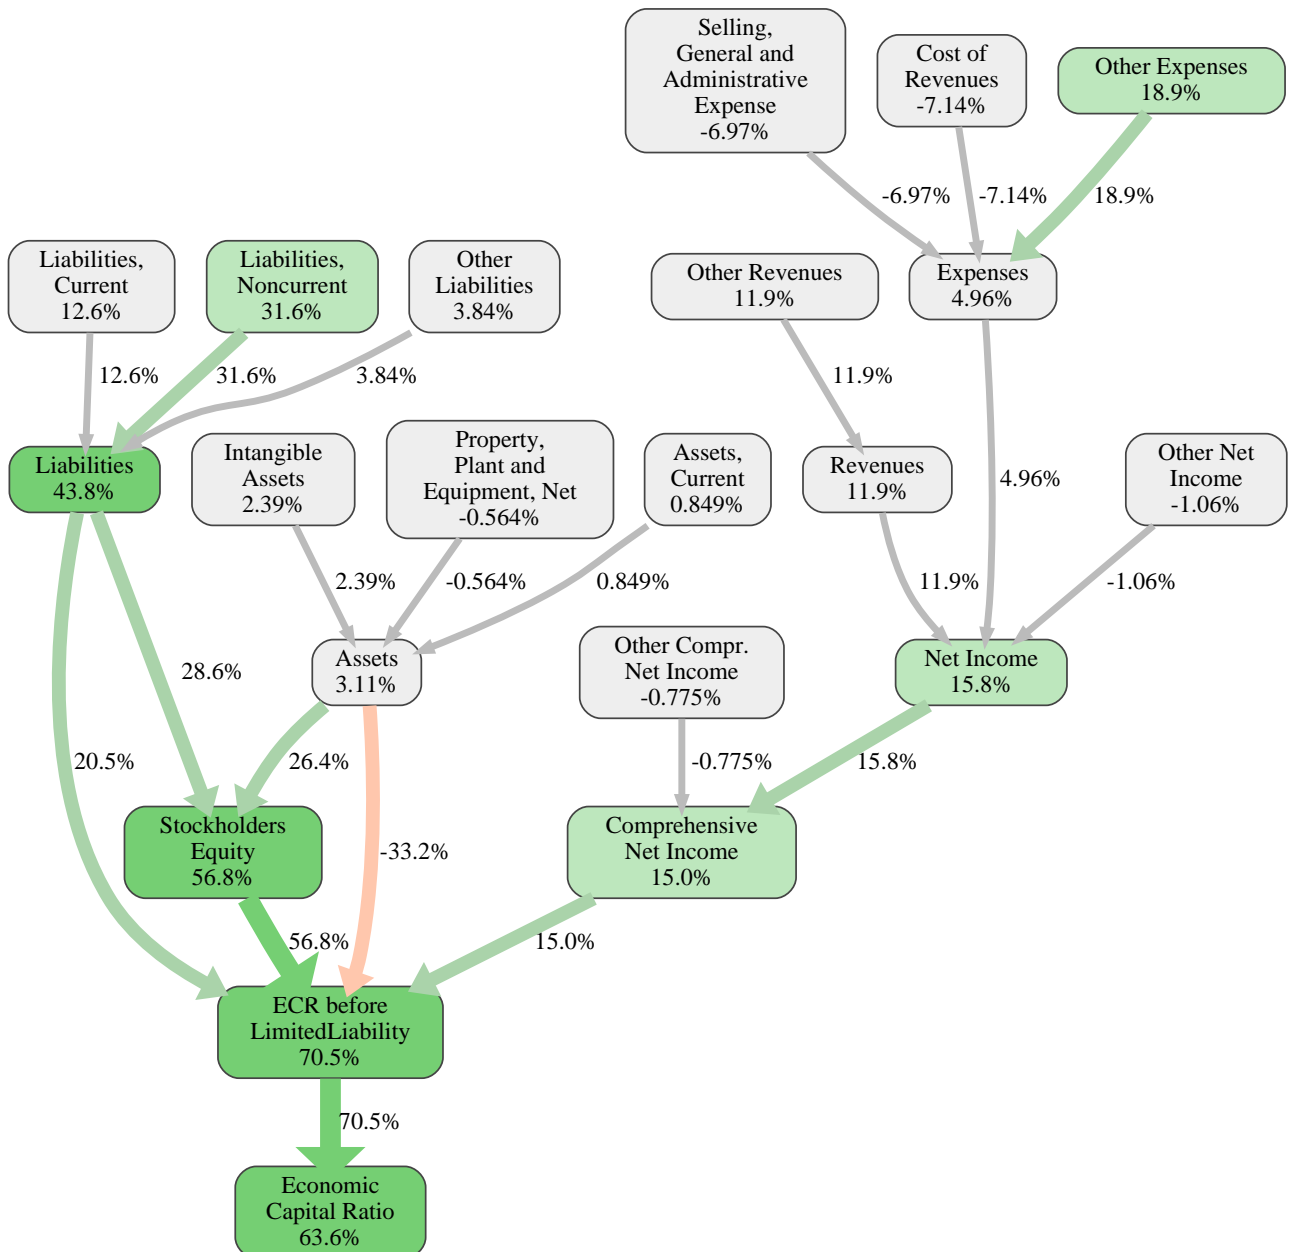 Selling,
General and
Administrative
Expense
-6.97%
Cost of
Revenues
-7.14%
Other Expenses
18.9%
-6.97%
-7.14%
18.9%
Liabilities,
Current
12.6%
Liabilities,
Noncurrent
31.6%
Other
Liabilities
3.84%
Other Revenues
11.9%
Expenses
4.96%
12.6%
31.6%
3.84%
11.9%
Liabilities
43.8%
Intangible
Assets
2.39%
Property,
Plant and
Equipment, Net
-0.564%
Assets,
Current
0.849%
Revenues
11.9%
4.96%
Other Net
Income
-1.06%
2.39%
-0.564%
0.849%
11.9%
-1.06%
28.6%
Assets
3.11%
Other Compr.
Net Income
-0.775%
Net Income
15.8%
20.5%
26.4%
-33.2%
-0.775%
15.8%
Stockholders
Equity
56.8%
Comprehensive
Net Income
15.0%
56.8%
15.0%
ECR before
LimitedLiability
70.5%
70.5%
Economic
Capital Ratio
63.6%